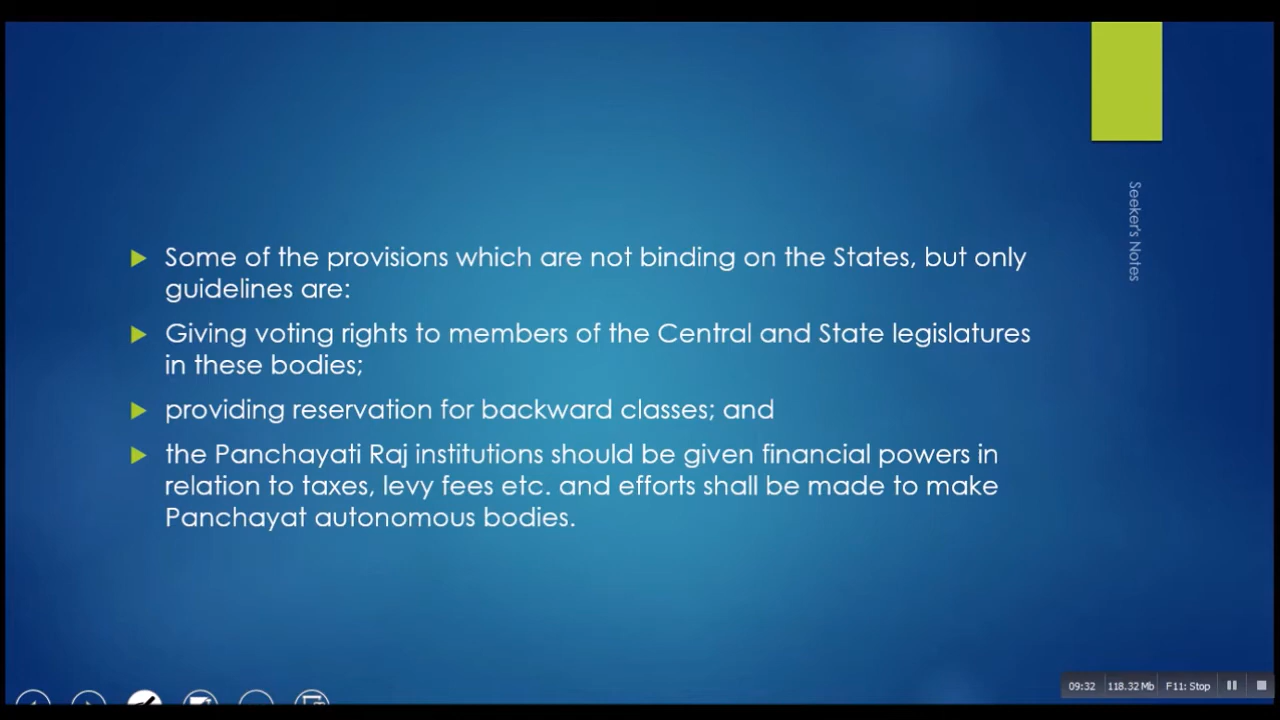 Some of the provisions which are not binding on the States, but only
guidelines are:
Giving voting rights to members of the Central and State legislatures
in these bodies;
providing reservation for backward classes; and
the Panchayati Raj institutions should be given financial powers in
relation to taxes, levy fees etc. and efforts shall be made to make
Panchayat autonomous bodies.
Seeker's Notes
09:32 118.32 Mb F11: Stop